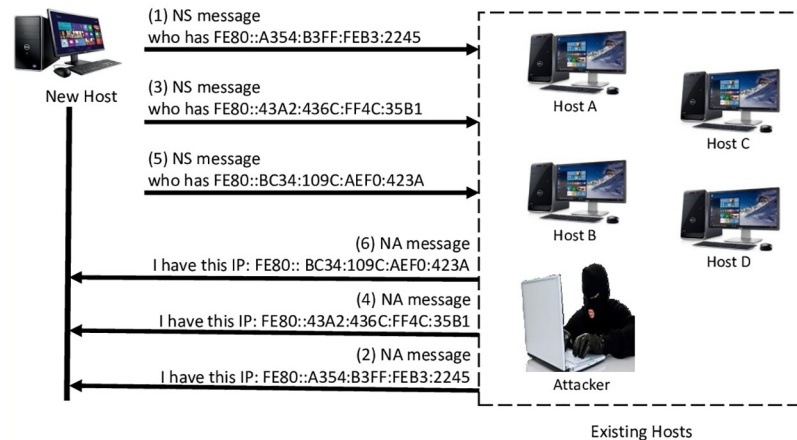 (1) NS message
who has FE80::A354:B3FF:FEB3:2245
New Host
(3) NS message
who has FE80::43A2:436C:FF4C:35B1
(5) NS message
who has FE80::BC34:109C:AEF0:423A
(6) NA message
I have this IP: FE80:: BC34:109C:AEF0:423A
(4) NA message
I have this IP: FE80::43A2:436C:FF4C:35B1
(2) NA message
I have this IP: FE80::A354:B3FF:FEB3:2245
Host A
Host C
Host B
Host D
Attacker
Existing Hosts